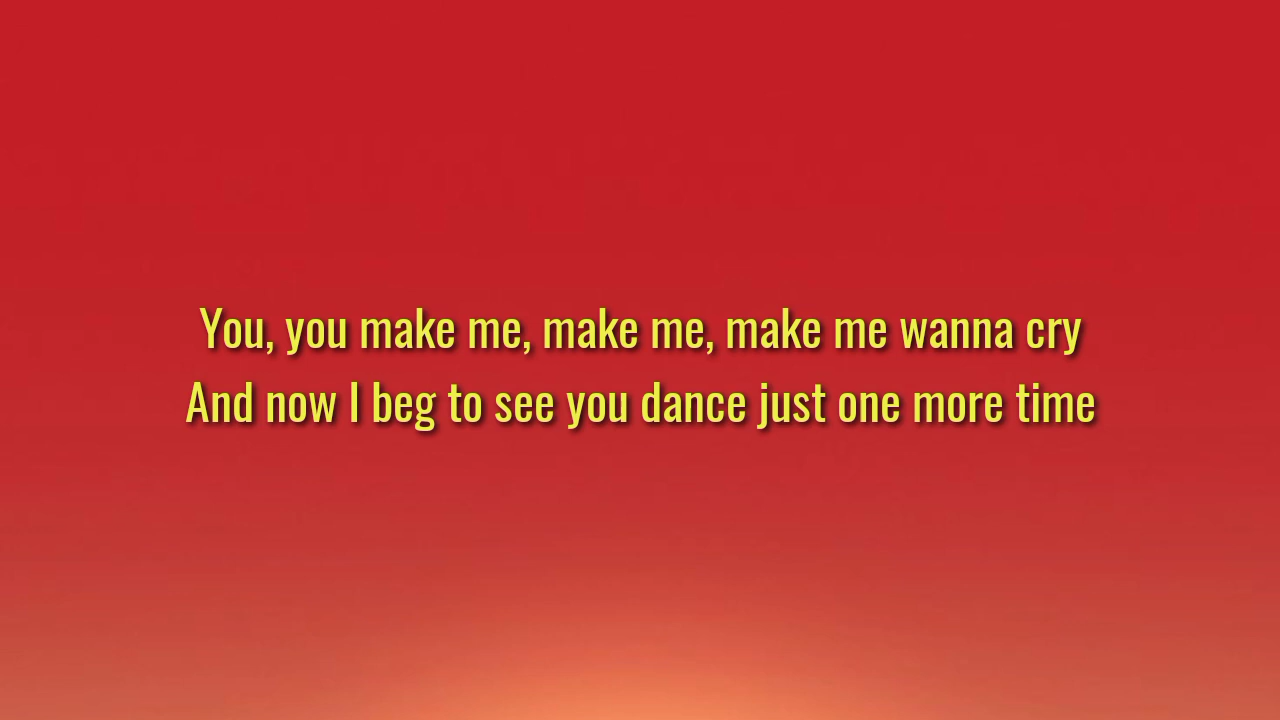 You, you make me, make me, make me wanna cry
And now I beg to see you dance just one more time